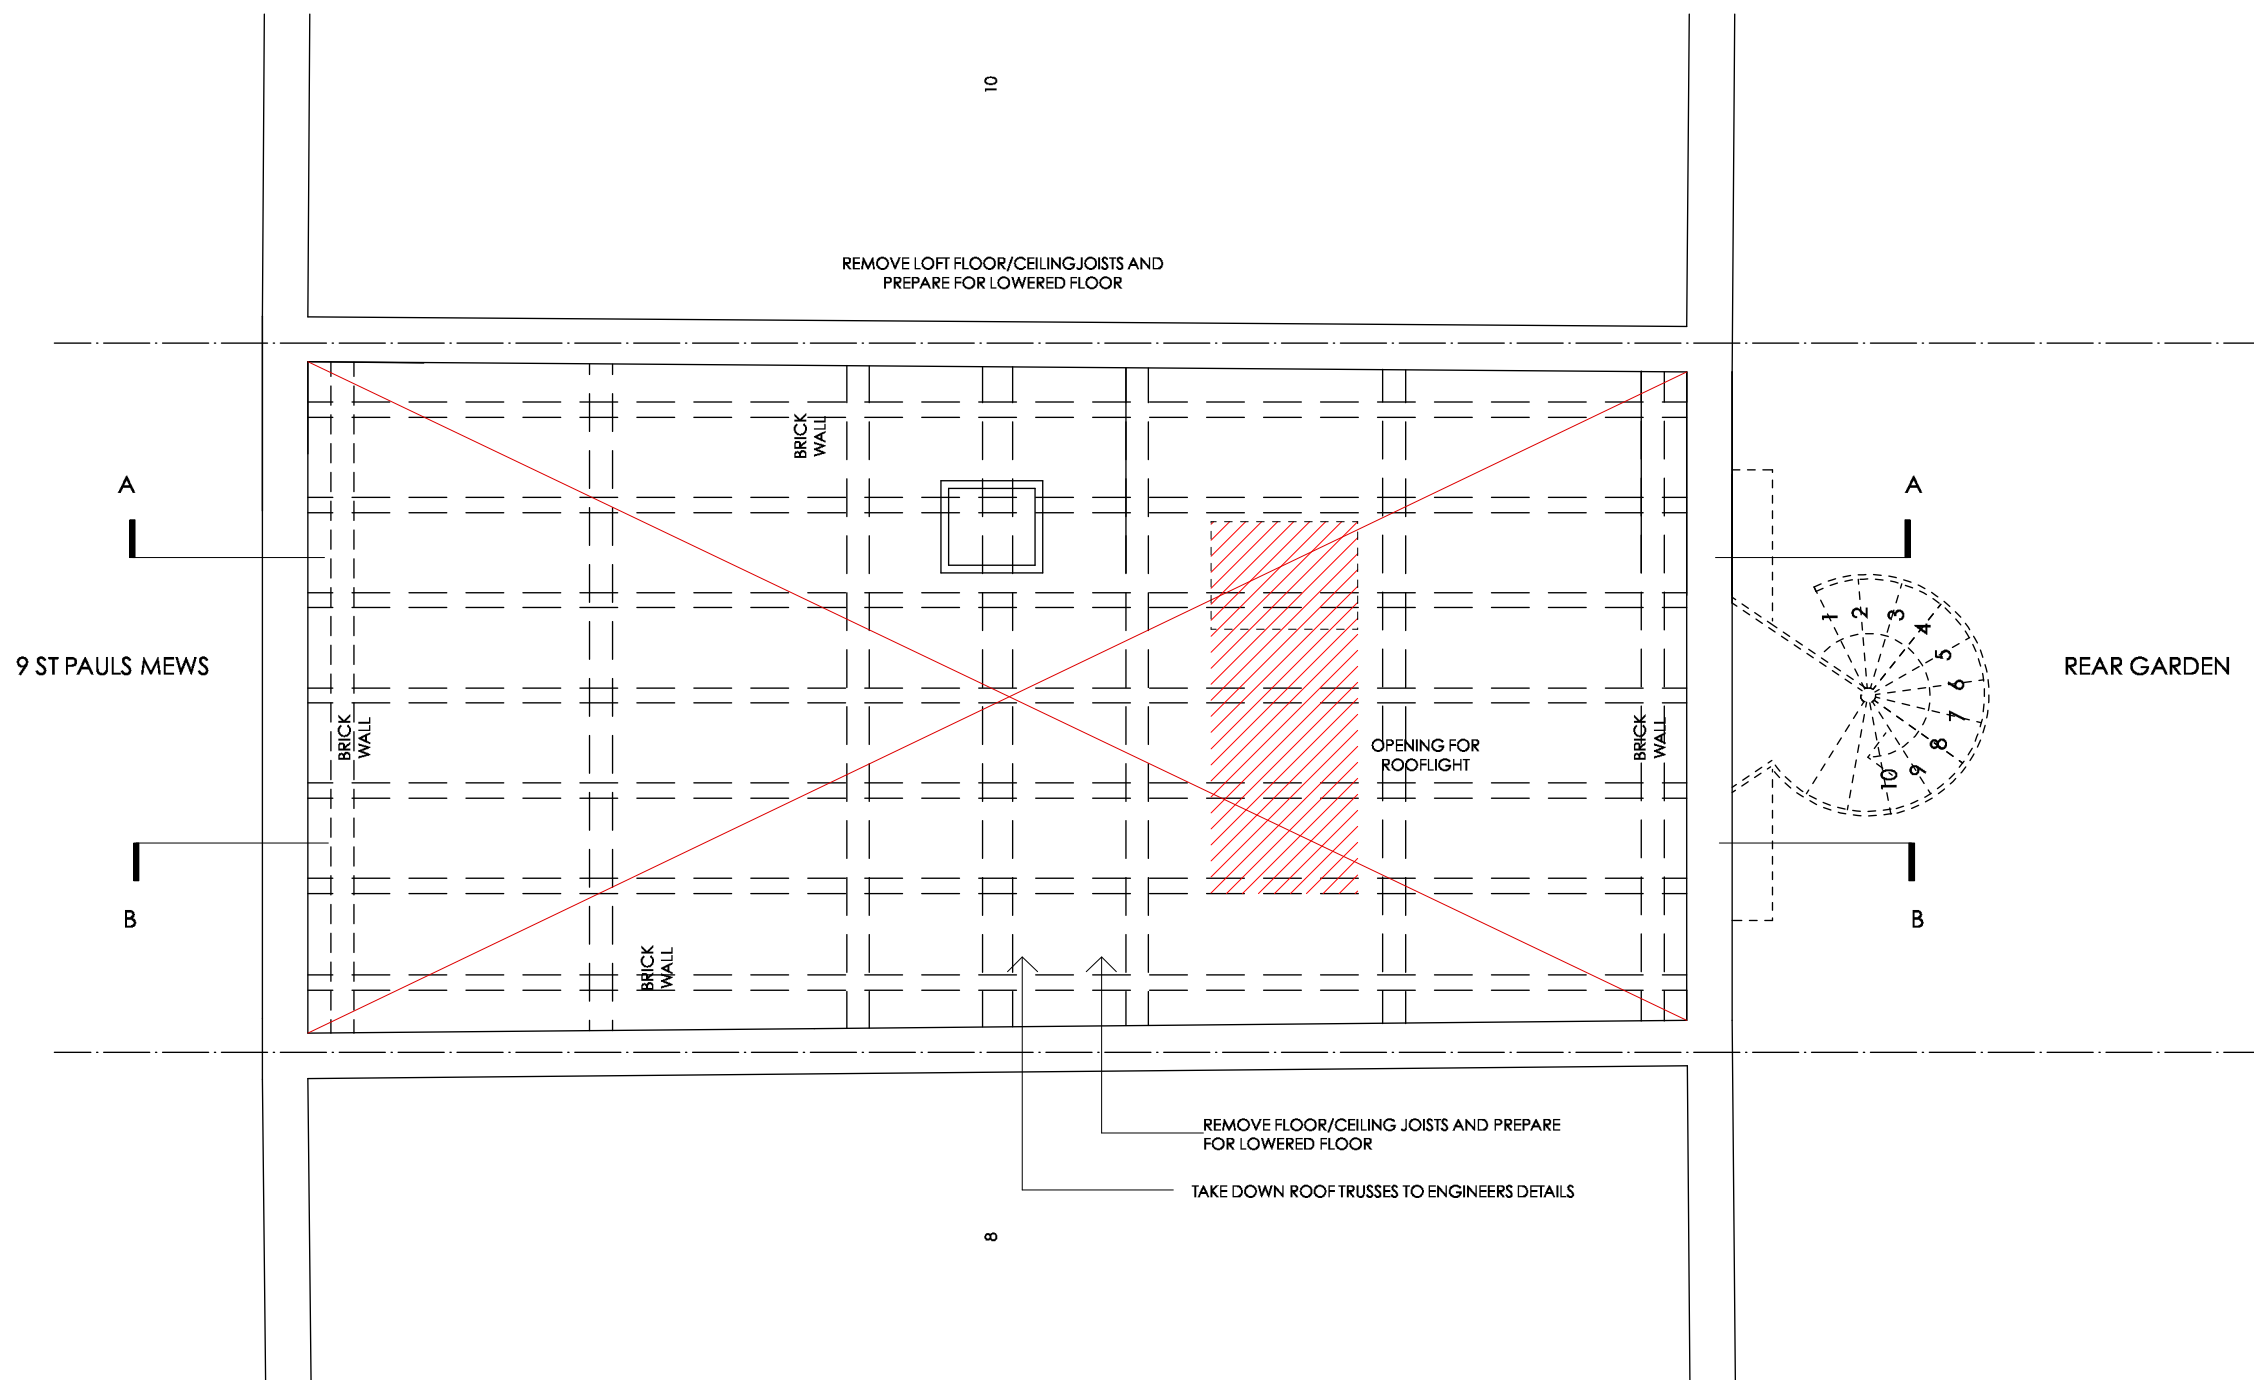 10
REMOVE LOFT FLOOR/CEILINGJOISTS AND
PREPARE FOR LOWERED FLOOR
BRICK
WALL
A
A
9 ST PAULS MEWS
REAR GARDEN
1
2
3
4
5
6
7
8
9
10
BRICK
WALL
OPENING FOR
ROOFLIGHT
BRICK
WALL
B
B
BRICK
WALL
REMOVE FLOOR/CEILING JOISTS AND PREPARE
FOR LOWERED FLOOR
TAKE DOWN ROOF TRUSSES TO ENGINEERS DETAILS
8